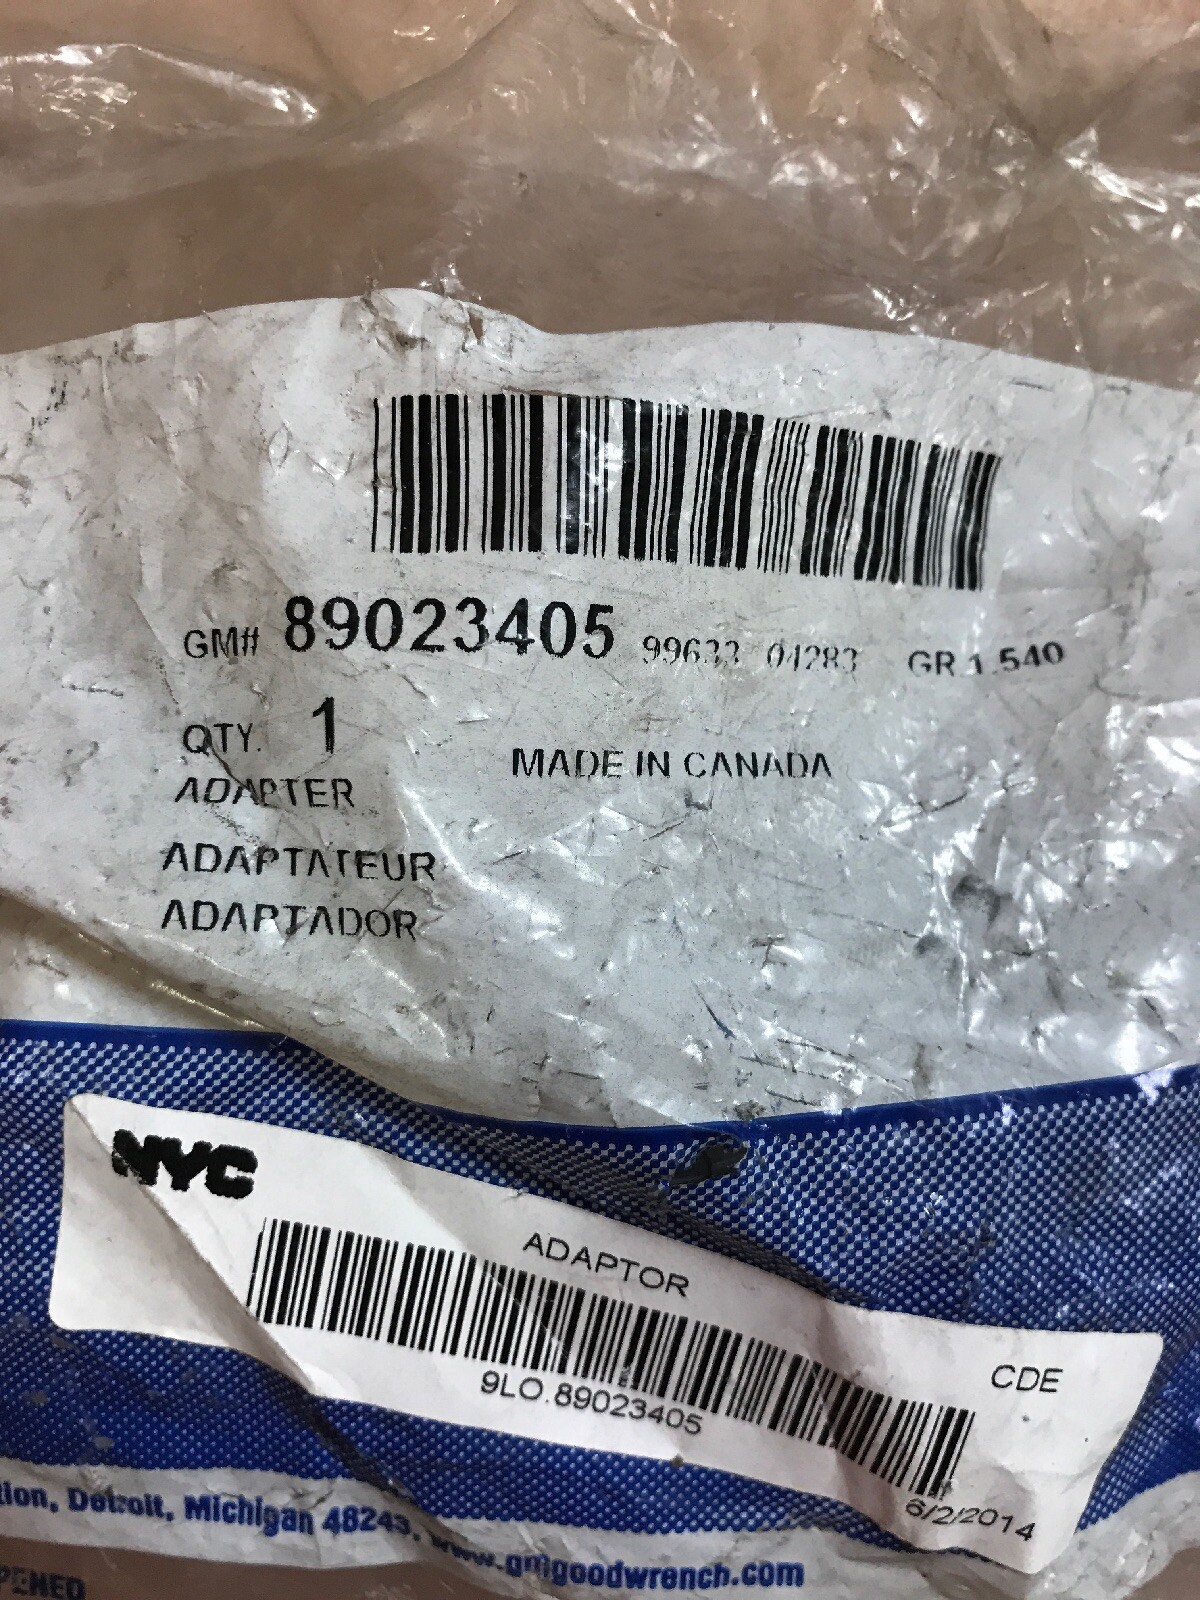 GM# 89023405 99633 04283 GR 1.540
QTY. 1 MADE IN CANADA
ADAPTER
ADAPTATEUR
ADAPTADOR
NYC
ADAPTOR
CDE
9LO.89023405
6/2/2014
Detroit, Michigan 48243, www.gmgoodwrench.com